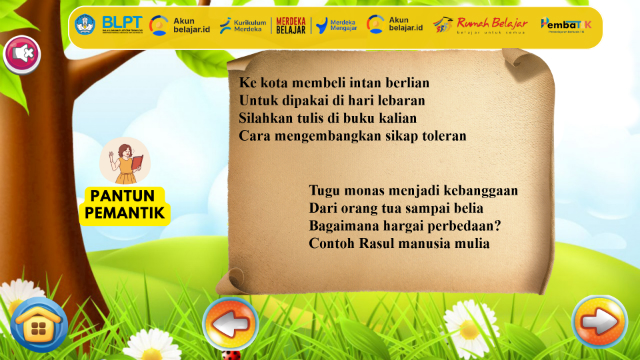 BLPT
Akun
belajar.id
Kurikulum
Merdeka
MERDEKA
BELAJAR
Merdeka
Mengajar
Akun
belajar.id
Rumah Belajar
belajar untuk semua
PembaTIK
Ke kota membeli intan berlian
Untuk dipakai di hari lebaran
Silahkan tulis di buku kalian
Cara mengembangkan sikap toleran
Tugu monas menjadi kebanggaan
Dari orang tua sampai belia
Bagaimana hargai perbedaan?
Contoh Rasul manusia mulia
PANTUN
PEMANTIK